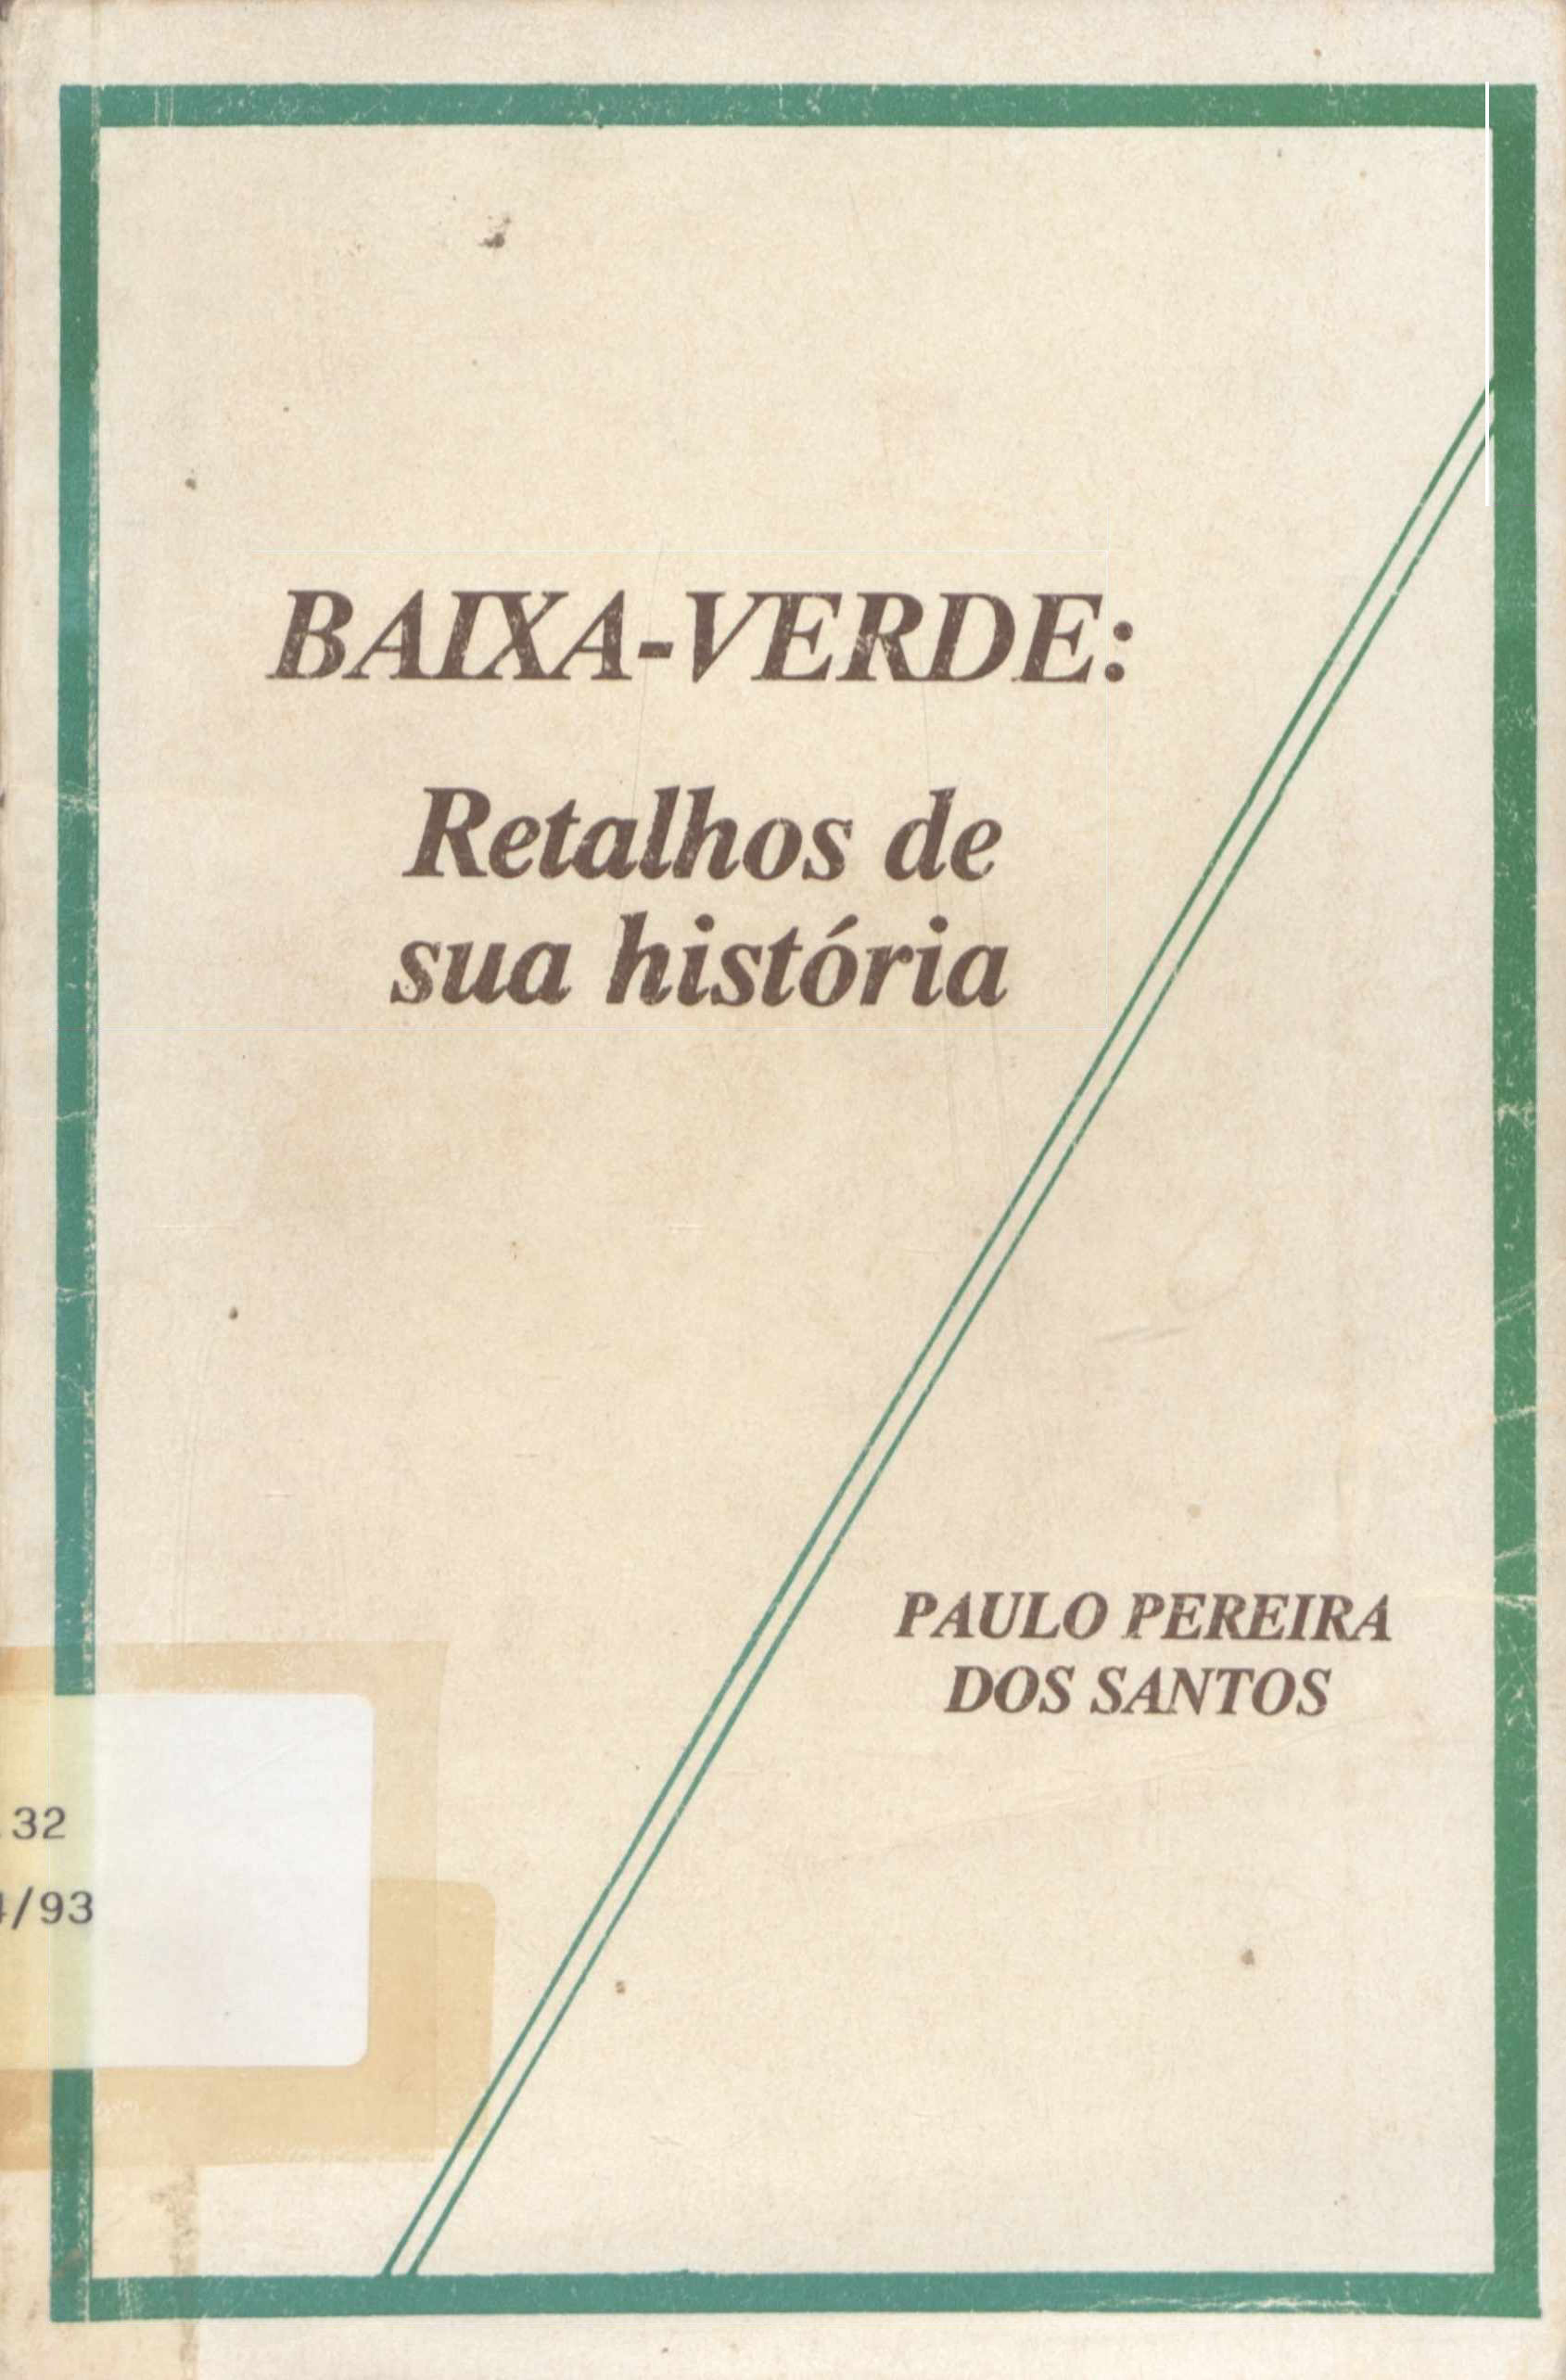 BAIXA-VERDE:
Retalhos de
sua história
PAULO PEREIRA
DOS SANTOS
32
/93